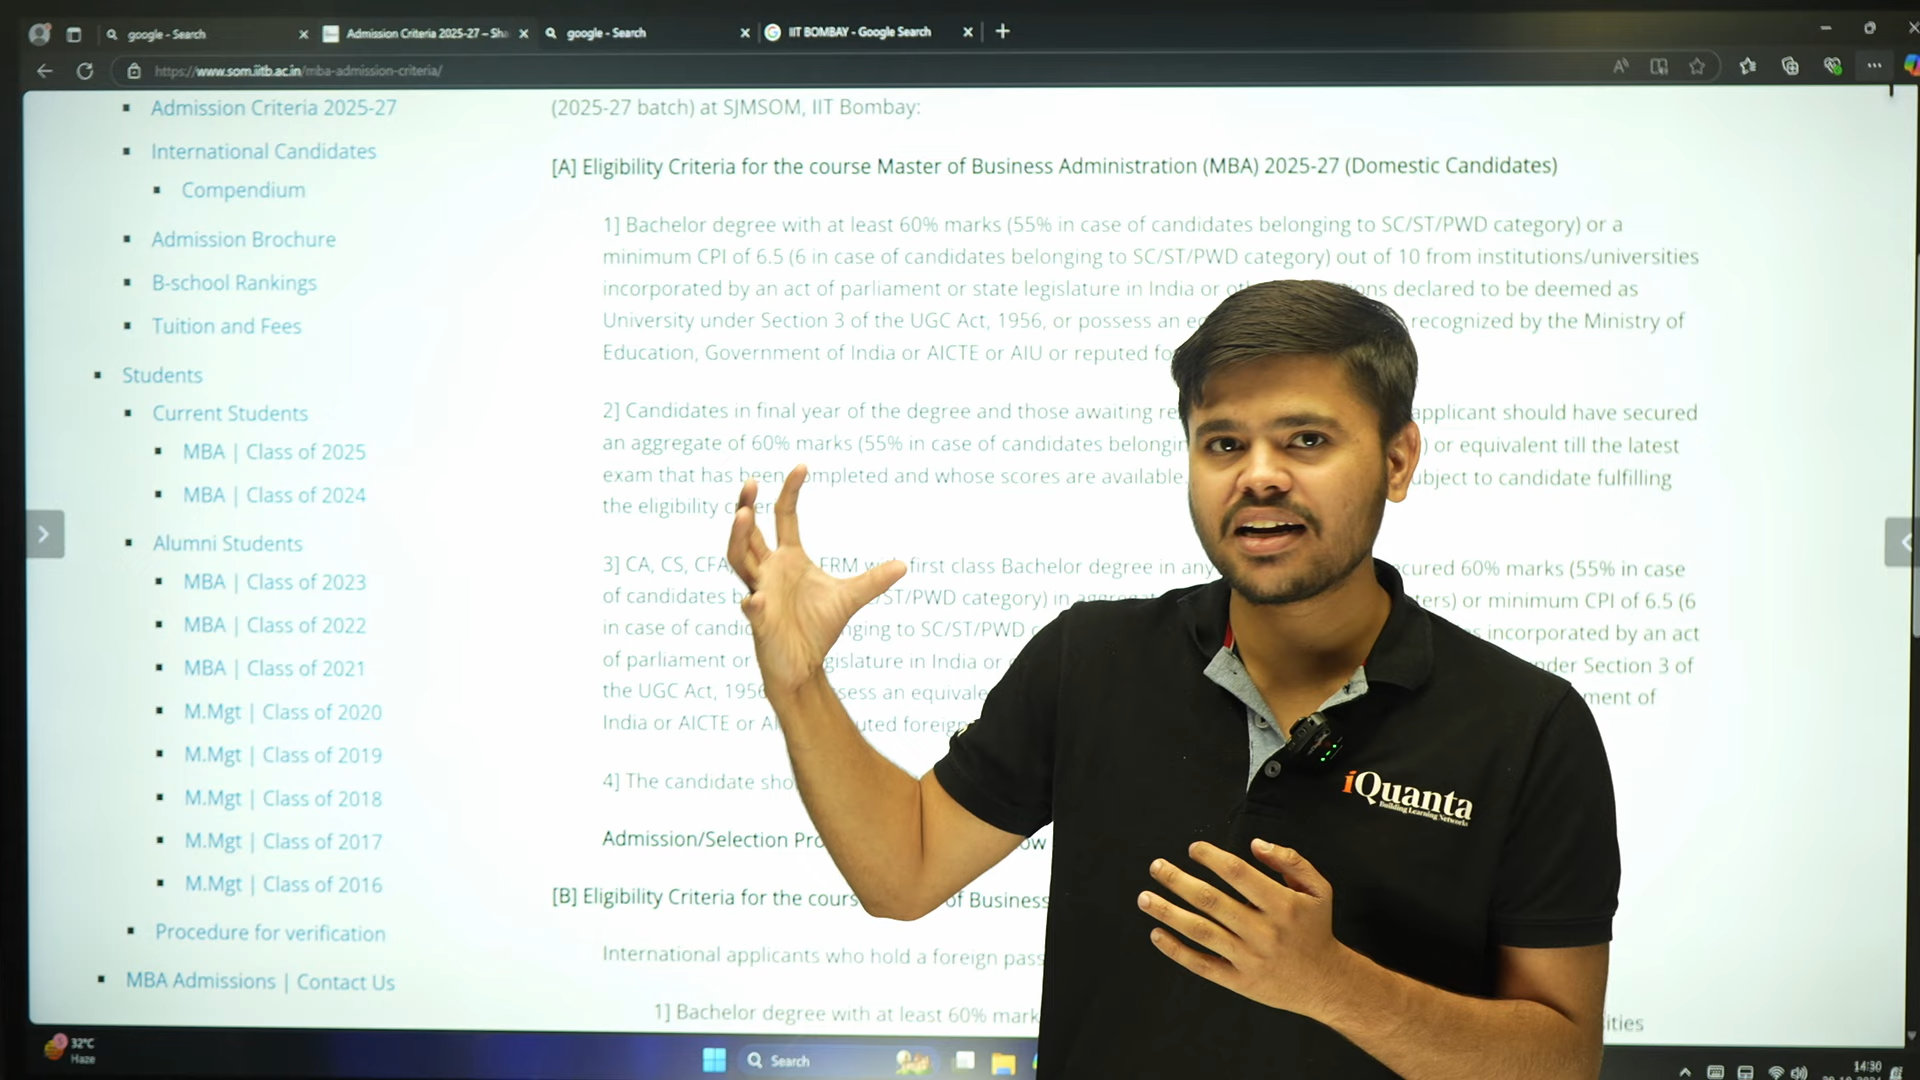 google - Search
Admission Criteria 2025-27 – Sha
google - Search
IIT BOMBAY - Google Search
https://www.som.iitb.ac.in/mba-admission-criteria/
Admission Criteria 2025-27
International Candidates
Compendium
Admission Brochure
B-school Rankings
Tuition and Fees
Students
Current Students
MBA | Class of 2025
MBA | Class of 2024
Alumni Students
MBA | Class of 2023
MBA | Class of 2022
MBA | Class of 2021
M.Mgt | Class of 2020
M.Mgt | Class of 2019
M.Mgt | Class of 2018
M.Mgt | Class of 2017
M.Mgt | Class of 2016
Procedure for verification
MBA Admissions | Contact Us
(2025-27 batch) at SJMSOM, IIT Bombay:
[A] Eligibility Criteria for the course Master of Business Administration (MBA) 2025-27 (Domestic Candidates)
1] Bachelor degree with at least 60% marks (55% in case of candidates belonging to SC/ST/PWD category) or a
minimum CPI of 6.5 (6 in case of candidates belonging to SC/ST/PWD category) out of 10 from institutions/universities
incorporated by an act of parliament or state legislature in India or declared to be deemed as
University under Section 3 of the UGC Act, 1956, or possess an recognized by the Ministry of
Education, Government of India or AICTE or AIU or reputed
2] Candidates in final year of the degree and those awaiting applicant should have secured
an aggregate of 60% marks (55% in case of candidates or equivalent till the latest
exam that has been completed and whose scores are available. subject to candidate fulfilling
the eligibility
3] CA, CS, CFA, FRM with first class Bachelor degree in any 60% marks (55% in case
of candidates SC/ST/PWD category) in or minimum CPI of 6.5 (6
in case of to SC/ST/PWD incorporated by an act
of parliament or legislature in India or under Section 3 of
the UGC Act, 1956 an
India or AICTE or
4] The candidate
Admission/Selection
[B] Eligibility Criteria for the of Business
International applicants who hold a foreign
1] Bachelor degree with at least 60%
iQuanta
Building Learning Networks
32°C
Haze
Search
14:30